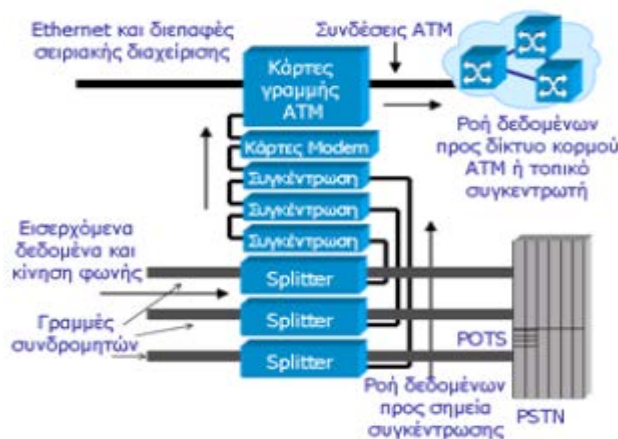 Ethernet και διεπαφές
σειριακής διαχείρισης
Συνδέσεις ATM
Κάρτες
γραμμής
ATM
Ροή δεδομένων
προς δίκτυο κορμού
ATM ή τοπικό
συγκεντρωτή
Κάρτες Modem
Συγκέντρωση
Συγκέντρωση
Συγκέντρωση
Εισερχόμενα
δεδομένα και
κίνηση φωνής
Splitter
Splitter
Splitter
Γραμμές
συνδρομητών
POTS
PSTN
Ροή δεδομένων
προς σημεία
συγκέντρωσης